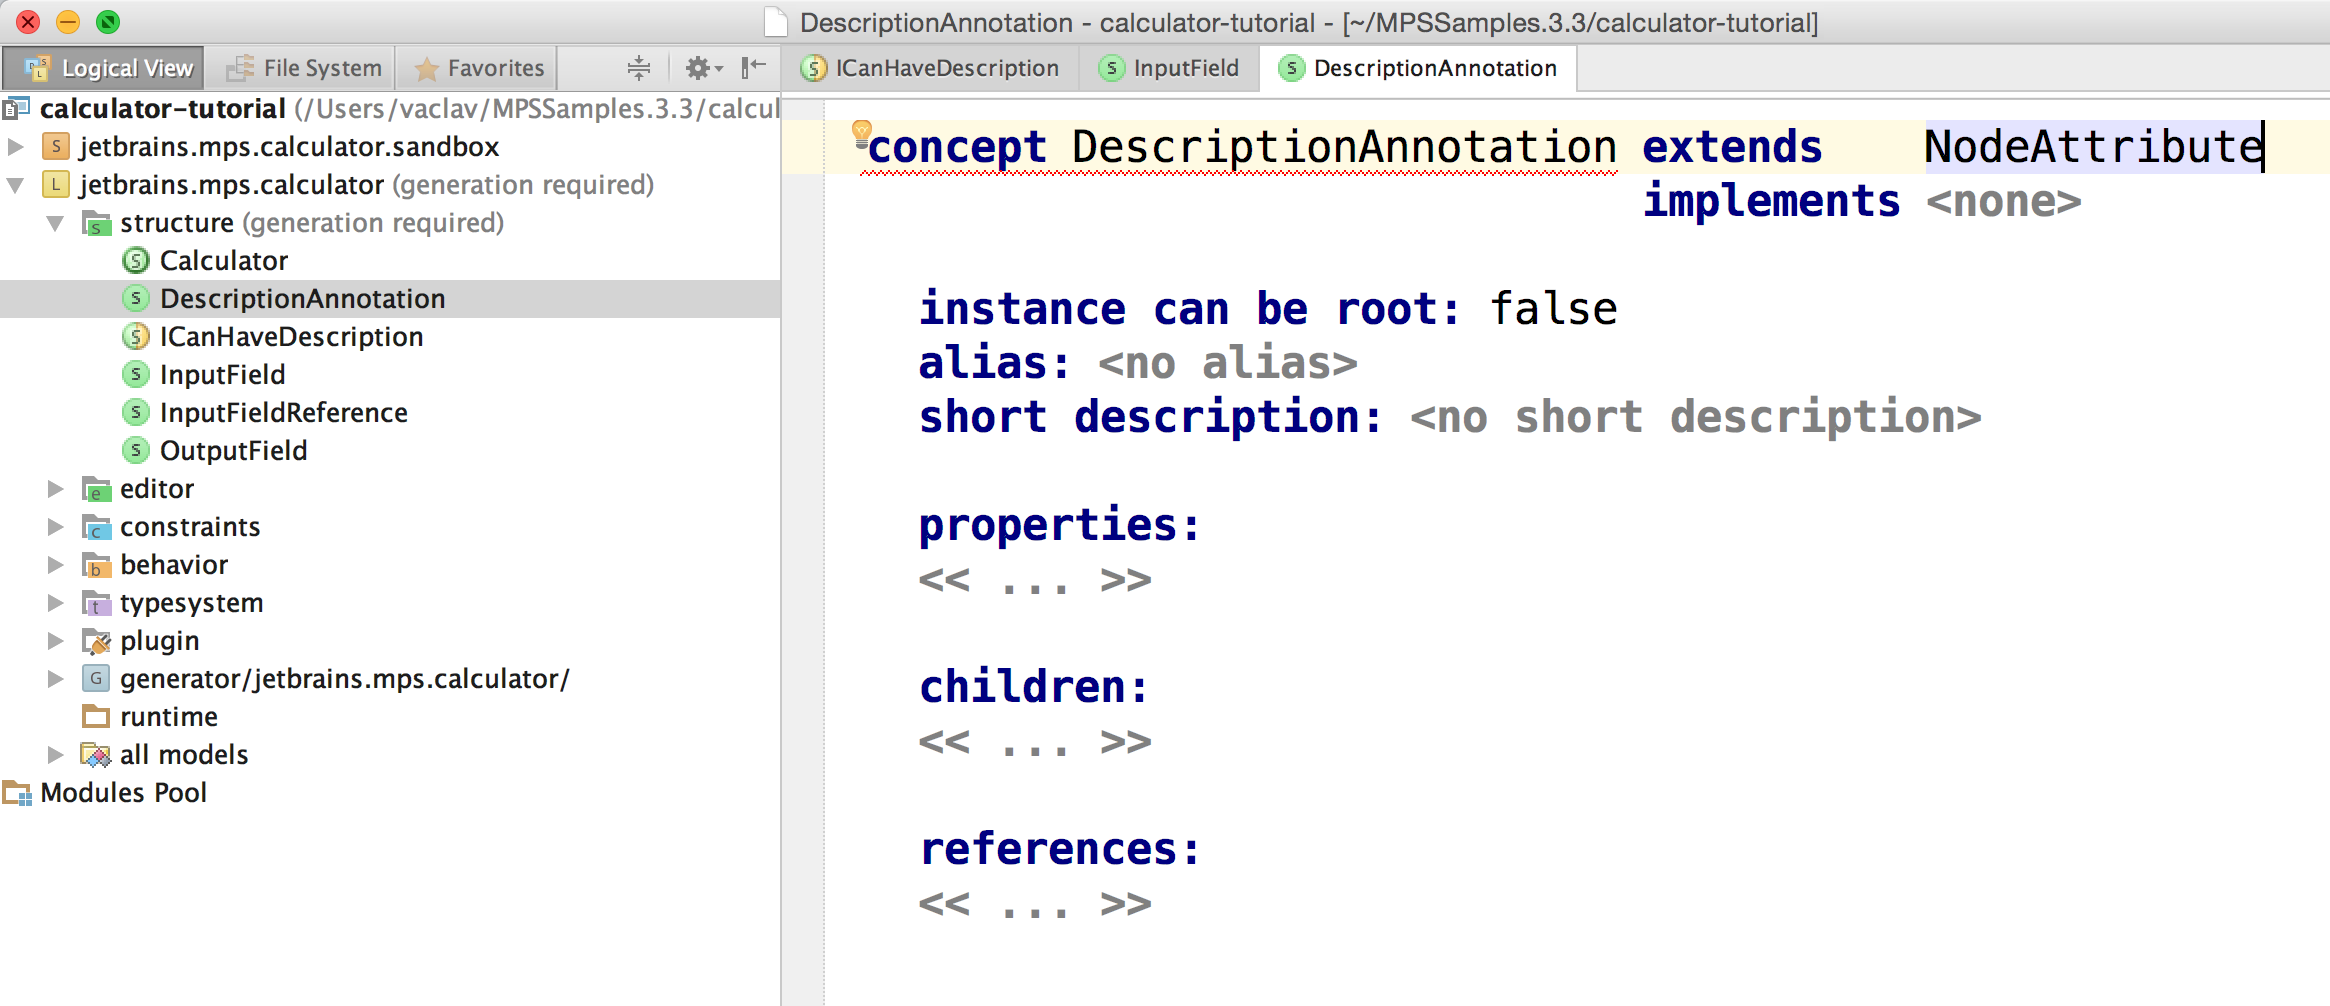 DescriptionAnnotation - calculator-tutorial - [~/MPSSamples.3.3/calculator-tutorial]
Logical View File System Favorites
calculator-tutorial (/Users/vaclav/MPSSamples.3.3/calcul
S jetbrains.mps.calculator.sandbox
L jetbrains.mps.calculator (generation required)
s structure (generation required)
S Calculator
S DescriptionAnnotation
S ICanHaveDescription
S InputField
S InputFieldReference
S OutputField
e editor
c constraints
b behavior
t typesystem
plugin
G generator/jetbrains.mps.calculator/
runtime
all models
Modules Pool
S ICanHaveDescription S InputField S DescriptionAnnotation
concept DescriptionAnnotation extends NodeAttribute
implements <none>
instance can be root: false
alias: <no alias>
short description: <no short description>
properties:
<< ... >>
children:
<< ... >>
references:
<< ... >>